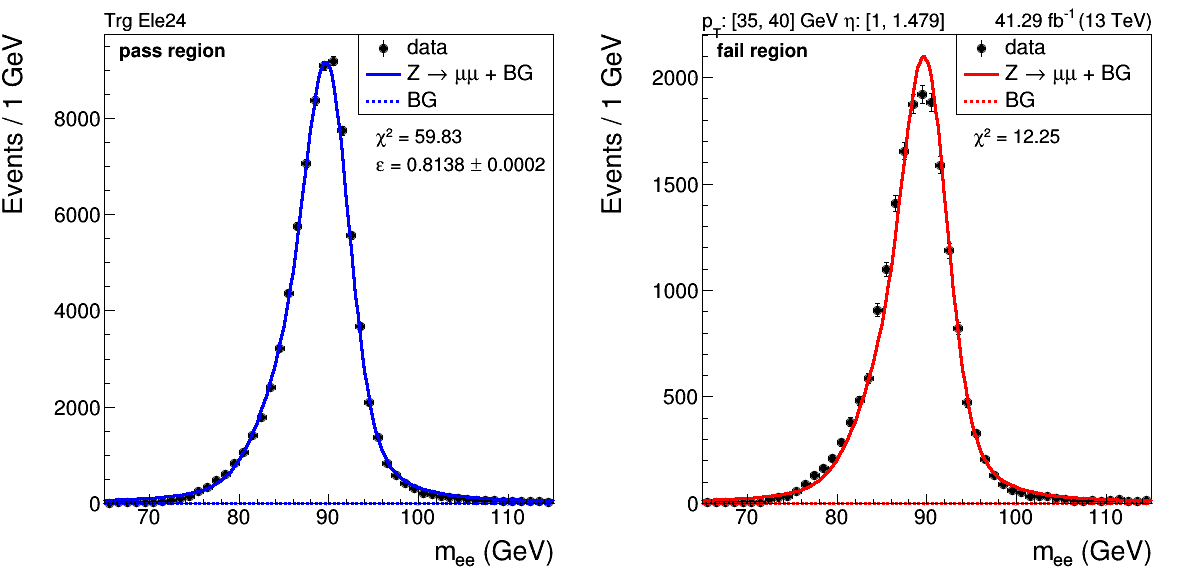 Trg Ele24
pass region
data
Z → μμ + BG
BG
χ² = 59.83
ε = 0.8138 ± 0.0002
Events / 1 GeV
8000
6000
4000
2000
0
70 80 90 100 110
m_ee (GeV)
p_T: [35, 40] GeV η: [1, 1.479] 41.29 fb⁻¹ (13 TeV)
fail region
data
Z → μμ + BG
BG
χ² = 12.25
Events / 1 GeV
2000
1500
1000
500
0
70 80 90 100 110
m_ee (GeV)